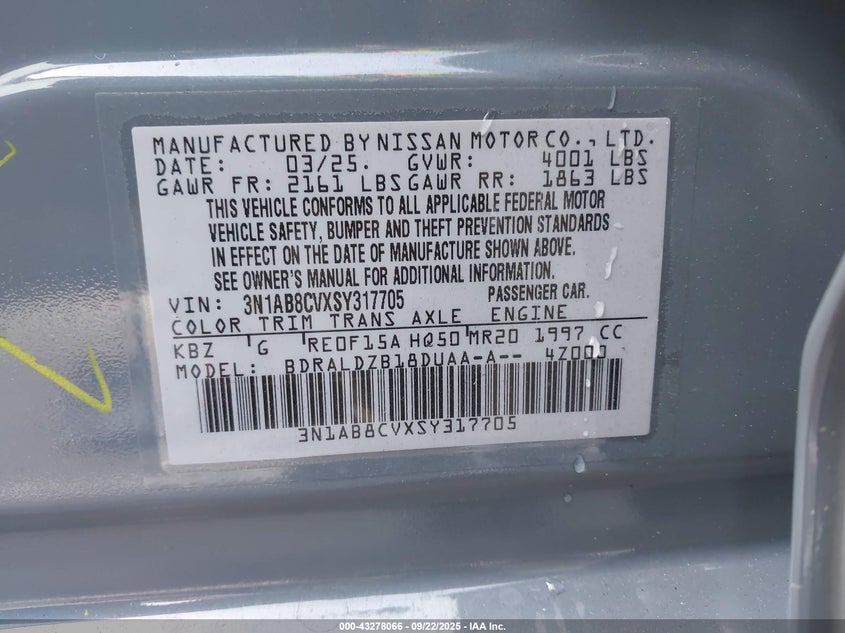 MANUFACTURED BY NISSAN MOTOR CO., LTD.
DATE: 03/25. GVWR: 4001 LBS
GAWR FR: 2161 LBS GAWR RR: 1863 LBS
THIS VEHICLE CONFORMS TO ALL APPLICABLE FEDERAL MOTOR
VEHICLE SAFETY, BUMPER AND THEFT PREVENTION STANDARDS
IN EFFECT ON THE DATE OF MANUFACTURE SHOWN ABOVE.
SEE OWNER'S MANUAL FOR ADDITIONAL INFORMATION.
VIN: 3N1AB8CVXSY317705 PASSENGER CAR.
COLOR TRIM TRANS AXLE ENGINE
KBZ G RE0F15A HQ50 MR20 1997 CC
MODEL: BDRALDZB18DUAA-A-- 4Z000
3N1AB8CVXSY317705
000-43278066 - 09/22/2025 - IAA Inc.